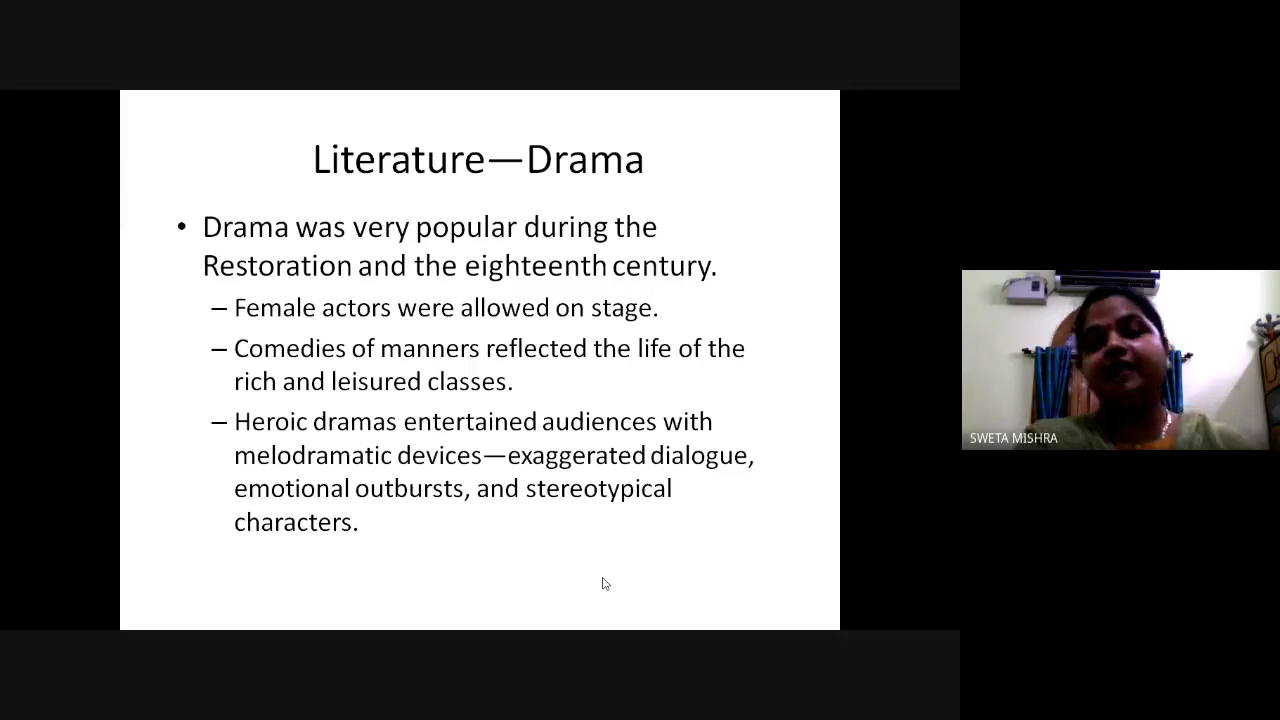 Literature—Drama
• Drama was very popular during the
Restoration and the eighteenth century.
– Female actors were allowed on stage.
– Comedies of manners reflected the life of the
rich and leisured classes.
– Heroic dramas entertained audiences with
melodramatic devices—exaggerated dialogue,
emotional outbursts, and stereotypical
characters.
SWETA MISHRA